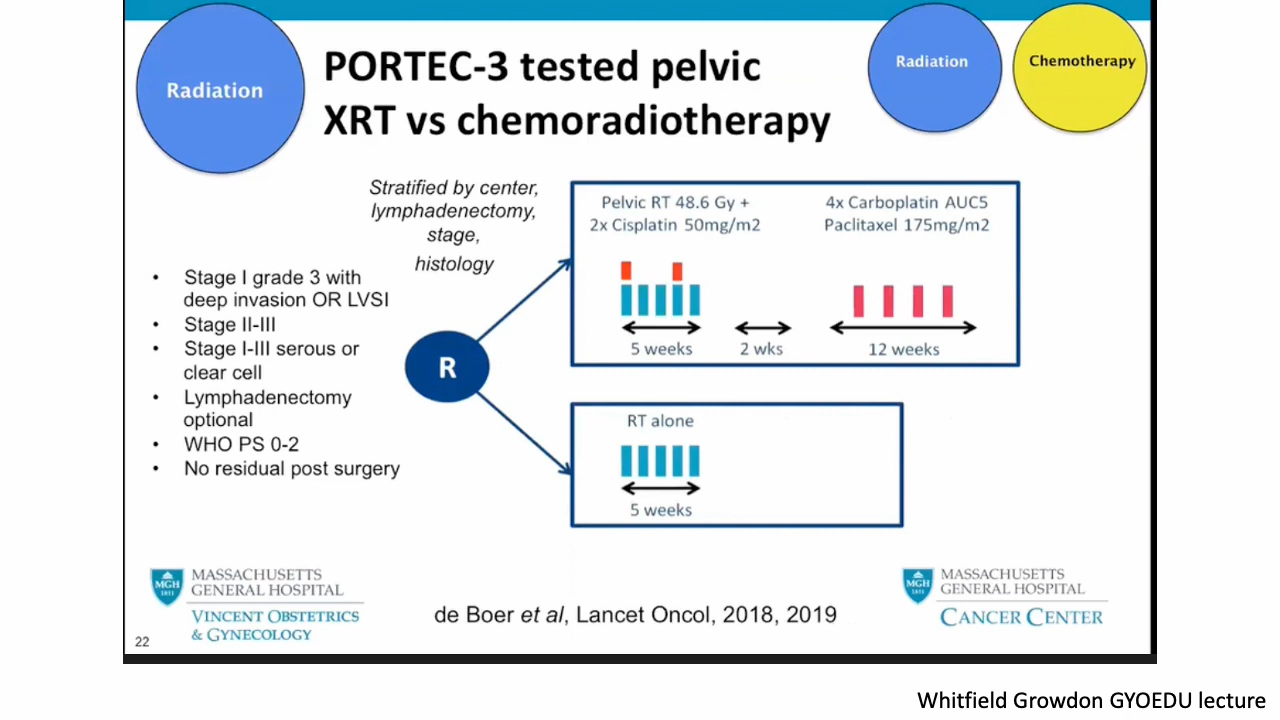 Radiation
PORTEC-3 tested pelvic
XRT vs chemoradiotherapy
Radiation
Chemotherapy
Stratified by center,
lymphadenectomy,
stage,
histology
• Stage I grade 3 with
deep invasion OR LVSI
• Stage II-III
• Stage I-III serous or
clear cell
• Lymphadenectomy
optional
• WHO PS 0-2
• No residual post surgery
R
Pelvic RT 48.6 Gy +
2x Cisplatin 50mg/m2
4x Carboplatin AUC5
Paclitaxel 175mg/m2
5 weeks
2 wks
12 weeks
RT alone
5 weeks
MGH
1811
MASSACHUSETTS
GENERAL HOSPITAL
VINCENT OBSTETRICS
& GYNECOLOGY
de Boer et al, Lancet Oncol, 2018, 2019
MGH
1811
MASSACHUSETTS
GENERAL HOSPITAL
CANCER CENTER
22
Whitfield Growdon GYOEDU lecture